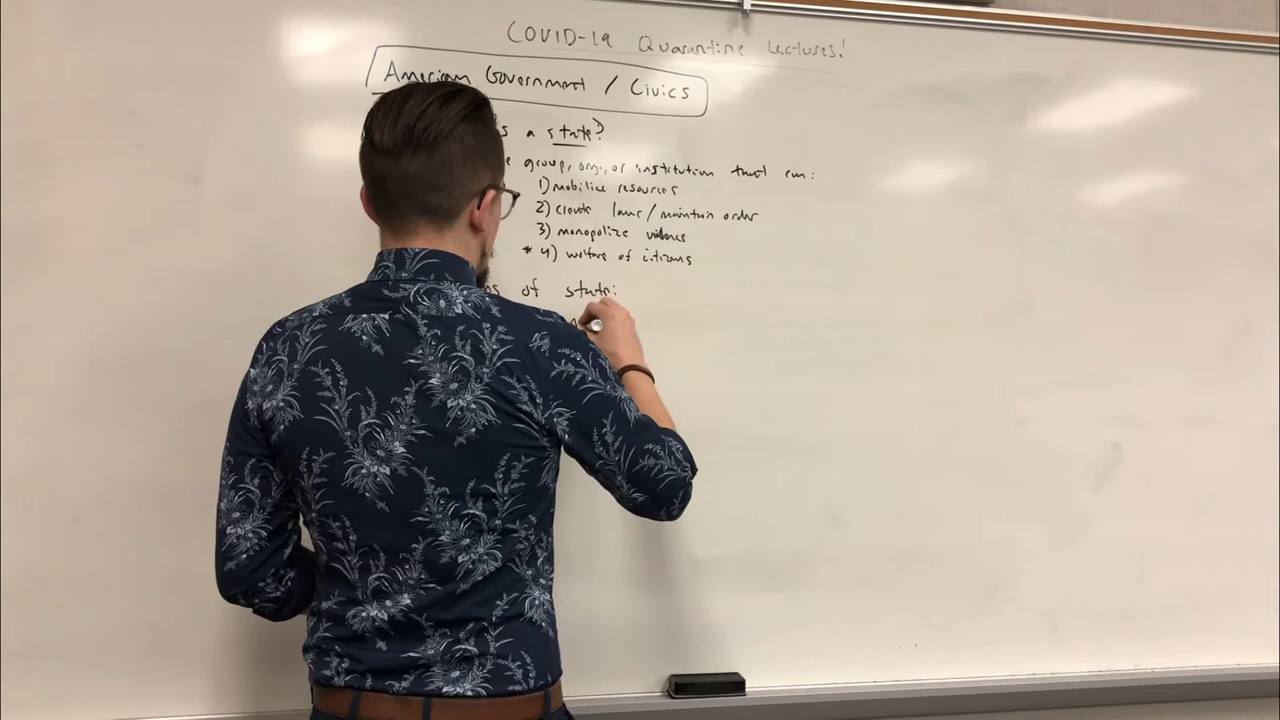 COVID-19 Quarantine Lectures!
American Government / Civics
a state?
group, org., or institution that can:
1) mobilize resources
2) create laws/maintain order
3) monopolize violence
* 4) welfare of citizens
of state: